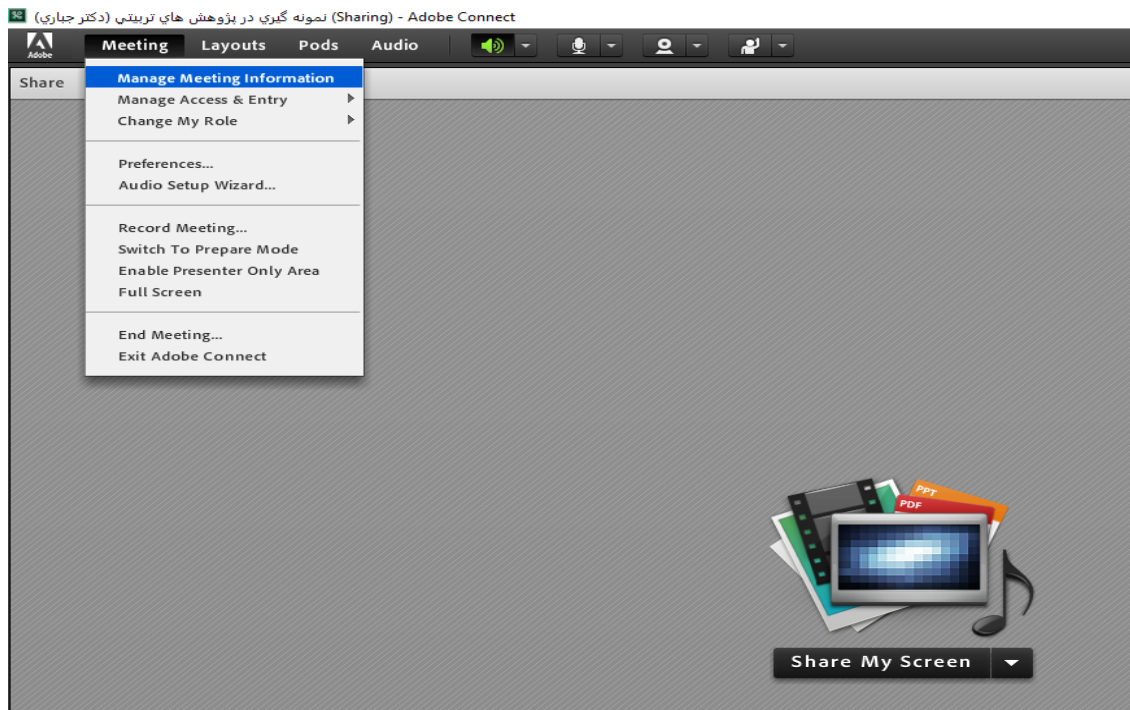 نمونه گيري در پژوهش هاي تربيتي (دكتر جباري) (Sharing) - Adobe Connect
Adobe
Meeting Layouts Pods Audio
Share
Manage Meeting Information
Manage Access & Entry
Change My Role
Preferences...
Audio Setup Wizard...
Record Meeting...
Switch To Prepare Mode
Enable Presenter Only Area
Full Screen
End Meeting...
Exit Adobe Connect
PPT
PDF
Share My Screen